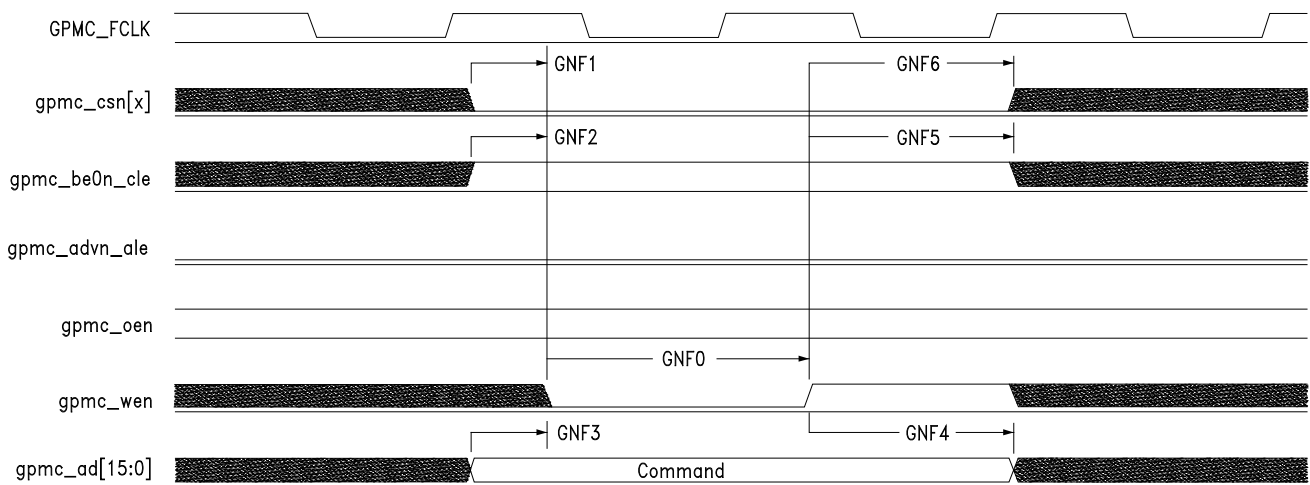 GPMC_FCLK
GNF1
GNF6
gpmc_csn[x]
GNF2
GNF5
gpmc_be0n_cle
gpmc_advn_ale
gpmc_oen
GNF0
gpmc_wen
GNF3
GNF4
gpmc_ad[15:0]
Command